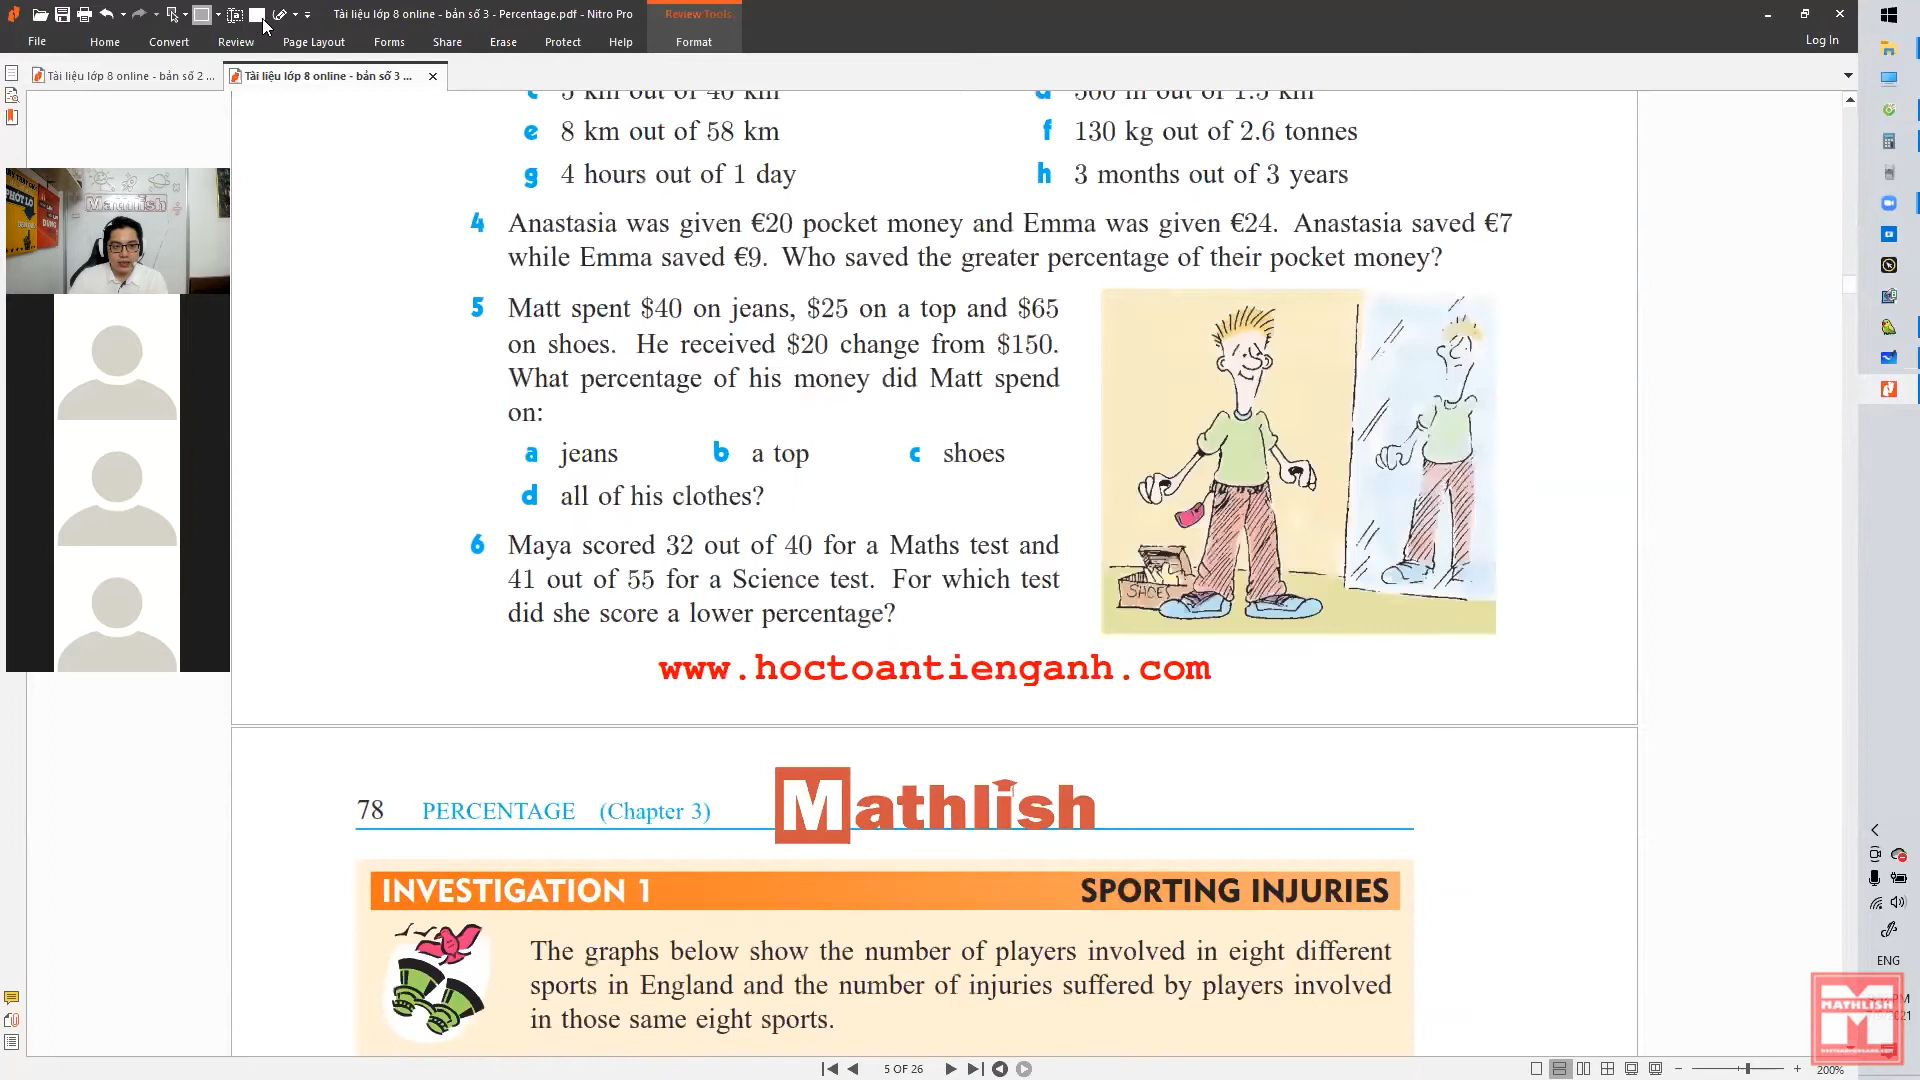 Tài liệu lớp 8 online - bản số 3 - Percentage.pdf - Nitro Pro
Review Tools
File
Home
Convert
Review
Page Layout
Forms
Share
Erase
Protect
Help
Format
Log In
Tài liệu lớp 8 online - bản số 2 ...
Tài liệu lớp 8 online - bản số 3 ...
e 8 km out of 58 km
f 130 kg out of 2.6 tonnes
g 4 hours out of 1 day
h 3 months out of 3 years
4 Anastasia was given €20 pocket money and Emma was given €24. Anastasia saved €7
while Emma saved €9. Who saved the greater percentage of their pocket money?
5 Matt spent $40 on jeans, $25 on a top and $65
on shoes. He received $20 change from $150.
What percentage of his money did Matt spend
on:
a jeans
b a top
c shoes
d all of his clothes?
SHOES
6 Maya scored 32 out of 40 for a Maths test and
41 out of 55 for a Science test. For which test
did she score a lower percentage?
www.hoctoantienganh.com
78 PERCENTAGE (Chapter 3)
Mathlish
INVESTIGATION 1
SPORTING INJURIES
The graphs below show the number of players involved in eight different
sports in England and the number of injuries suffered by players involved
in those same eight sports.
5 OF 26
200%
ENG
MATHLISH